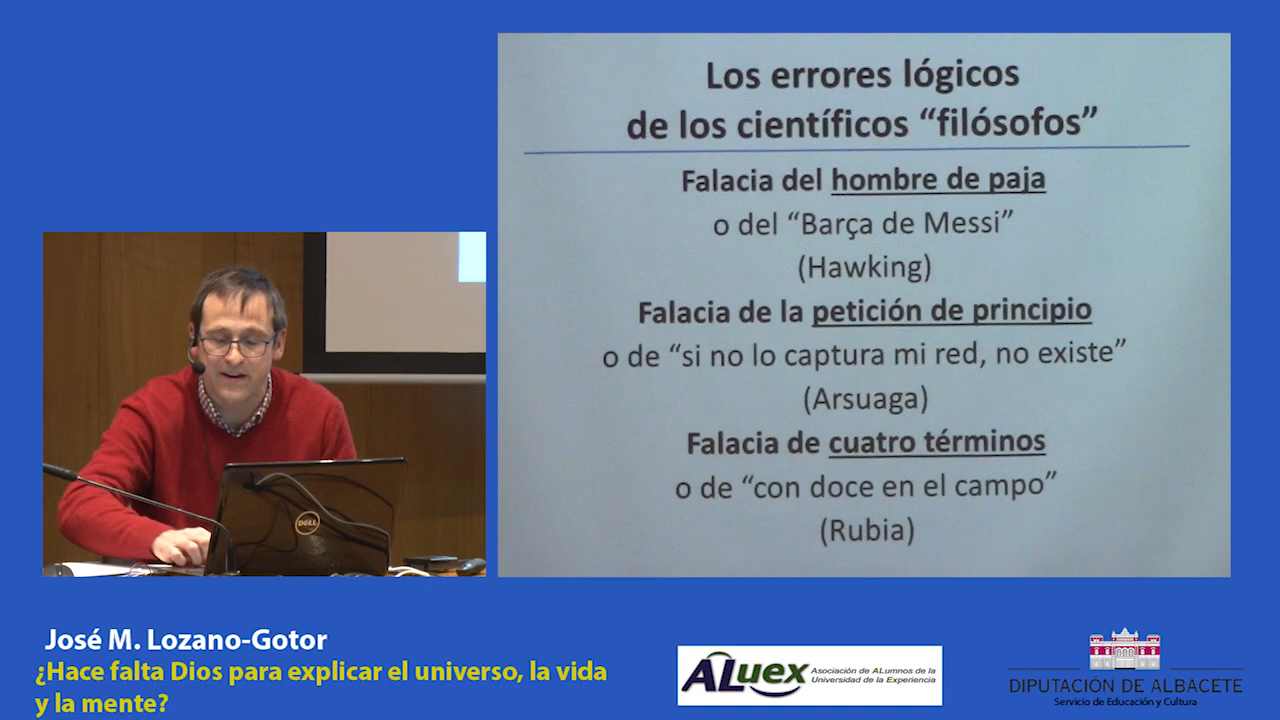 Los errores lógicos
de los científicos “filósofos”
Falacia del hombre de paja
o del “Barça de Messi”
(Hawking)
Falacia de la petición de principio
o de “si no lo captura mi red, no existe”
(Arsuaga)
Falacia de cuatro términos
o de “con doce en el campo”
(Rubia)
DELL
José M. Lozano-Gotor
¿Hace falta Dios para explicar el universo, la vida
y la mente?
ALuex
Asociación de ALumnos de la
Universidad de la Experiencia
DIPUTACIÓN DE ALBACETE
Servicio de Educación y Cultura